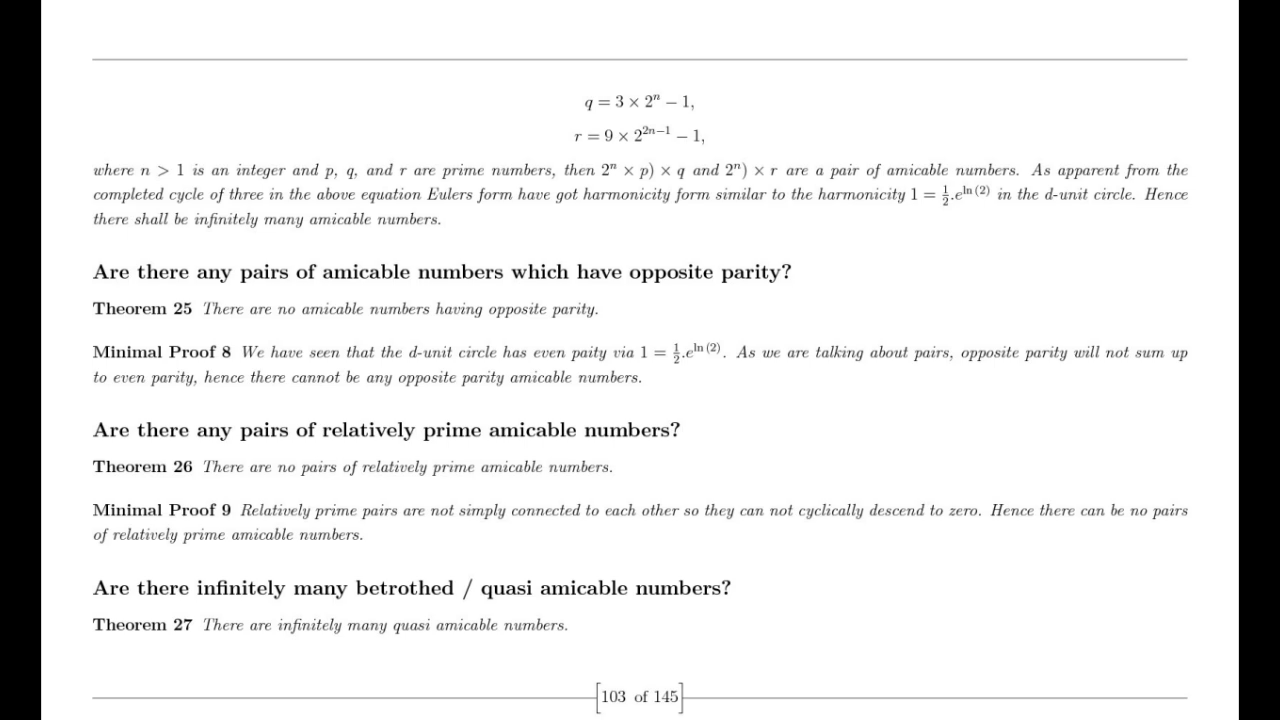 q = 3 × 2ⁿ − 1,
r = 9 × 2²ⁿ⁻¹ − 1,
where n > 1 is an integer and p, q, and r are prime numbers, then 2ⁿ × p) × q and 2ⁿ) × r are a pair of amicable numbers. As apparent from the
completed cycle of three in the above equation Eulers form have got harmonicity form similar to the harmonicity 1 = ½.e^ln (2) in the d-unit circle. Hence
there shall be infinitely many amicable numbers.
Are there any pairs of amicable numbers which have opposite parity?
Theorem 25 There are no amicable numbers having opposite parity.
Minimal Proof 8 We have seen that the d-unit circle has even paity via 1 = ½.e^ln (2). As we are talking about pairs, opposite parity will not sum up
to even parity, hence there cannot be any opposite parity amicable numbers.
Are there any pairs of relatively prime amicable numbers?
Theorem 26 There are no pairs of relatively prime amicable numbers.
Minimal Proof 9 Relatively prime pairs are not simply connected to each other so they can not cyclically descend to zero. Hence there can be no pairs
of relatively prime amicable numbers.
Are there infinitely many betrothed / quasi amicable numbers?
Theorem 27 There are infinitely many quasi amicable numbers.
[103 of 145]